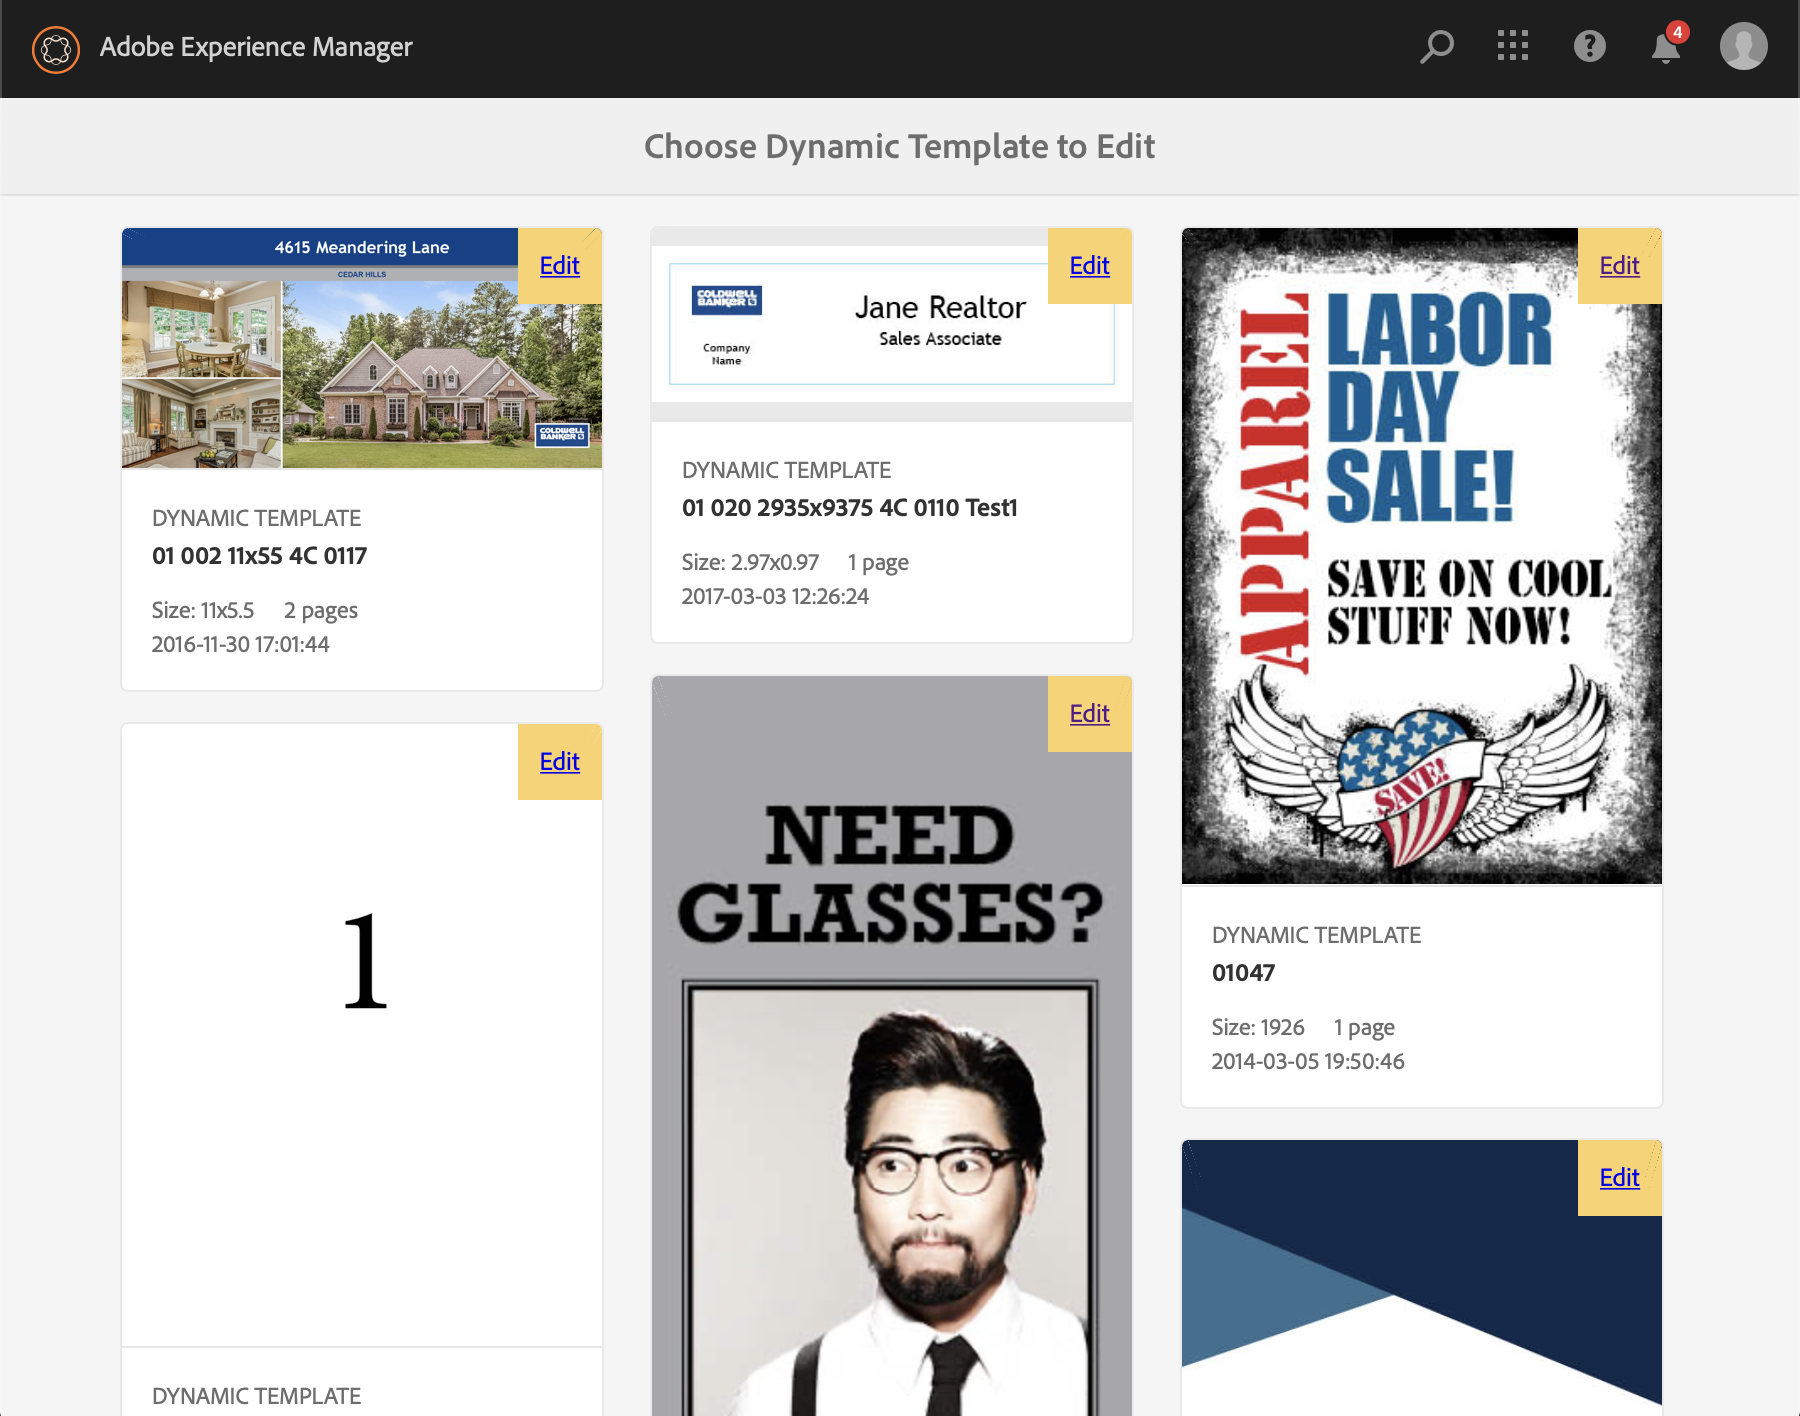 Adobe Experience Manager
4
Choose Dynamic Template to Edit
4615 Meandering Lane
CEDAR HILLS
Edit
COLDWELL
BANKER
DYNAMIC TEMPLATE
01 002 11x55 4C 0117
Size: 11x5.5 2 pages
2016-11-30 17:01:44
Edit
1
DYNAMIC TEMPLATE
Edit
COLDWELL
BANKER
Company
Name
Jane Realtor
Sales Associate
DYNAMIC TEMPLATE
01 020 2935x9375 4C 0110 Test1
Size: 2.97x0.97 1 page
2017-03-03 12:26:24
Edit
NEED
GLASSES?
Edit
APPAREL
LABOR
DAY
SALE!
SAVE ON COOL
STUFF NOW!
SAVE!
DYNAMIC TEMPLATE
01047
Size: 1926 1 page
2014-03-05 19:50:46
Edit